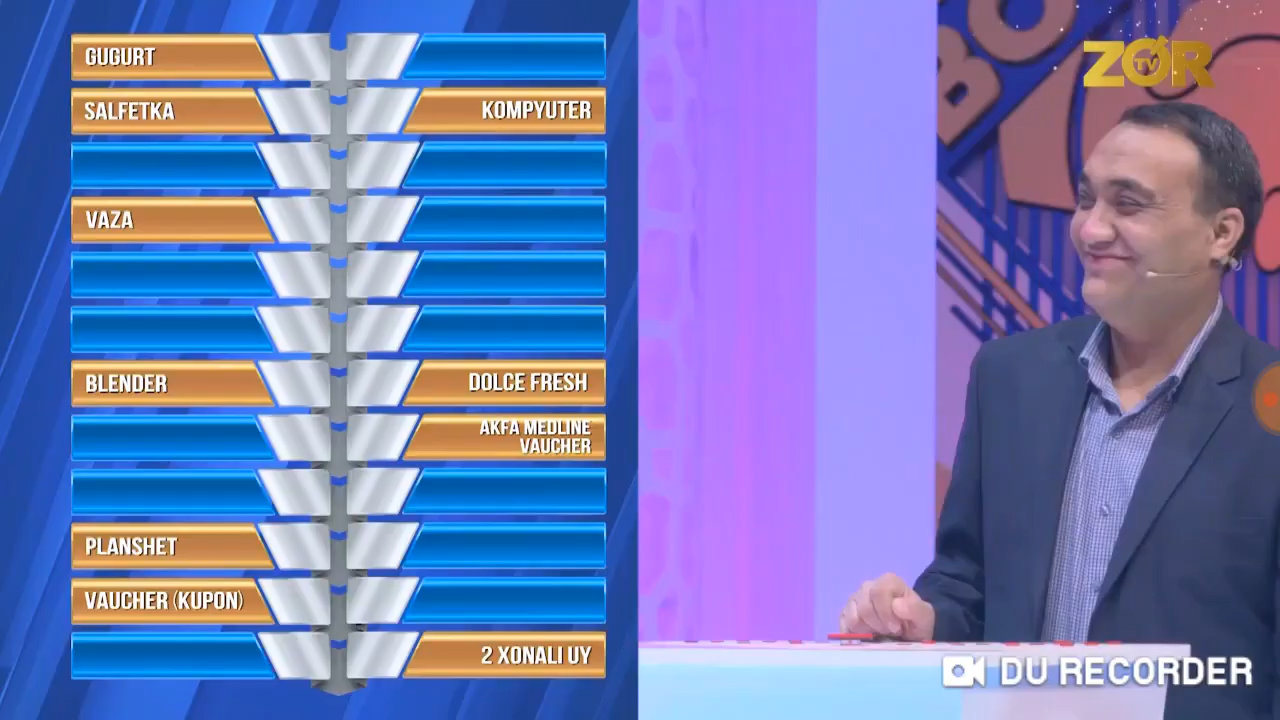 GUGURT
SALFETKA
KOMPYUTER
VAZA
BLENDER
DOLCE FRESH
AKFA MEDLINE
VAUCHER
PLANSHET
VAUCHER (KUPON)
2 XONALI UY
BO
ZOR
TV
DU RECORDER